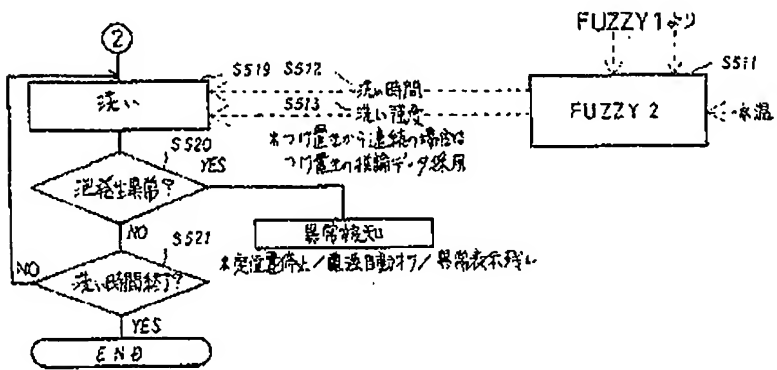 2
FUZZY 1より
S519
S512
S511
洗い
洗い時間
S513
洗い強度
FUZZY 2
水温
*つけ置きから連続の場合は
つけ置きの推論データ採用
S520
泡発生異常?
YES
NO
異常検知
S521
*定位置停止/電源自動オフ/異常表示残し
NO
洗い時間終了?
YES
END